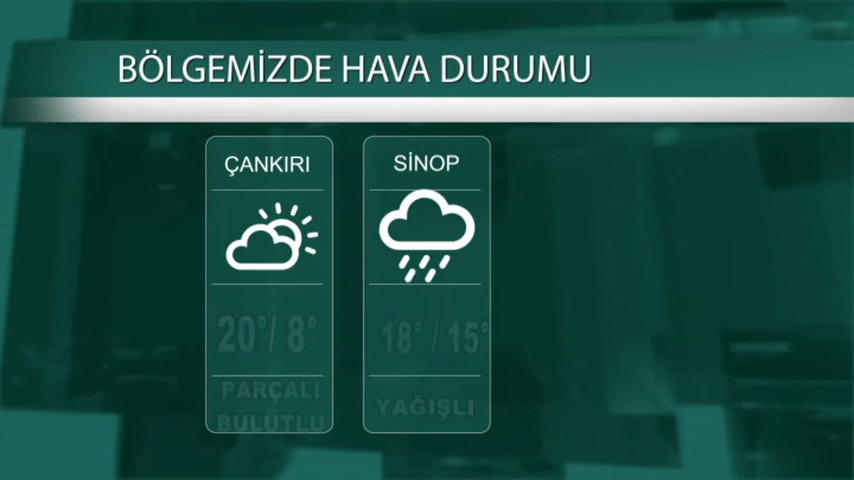 BÖLGEMİZDE HAVA DURUMU
ÇANKIRI
20°/ 8°
PARÇALI
BULUTLU
SİNOP
18° / 15°
YAĞIŞLI